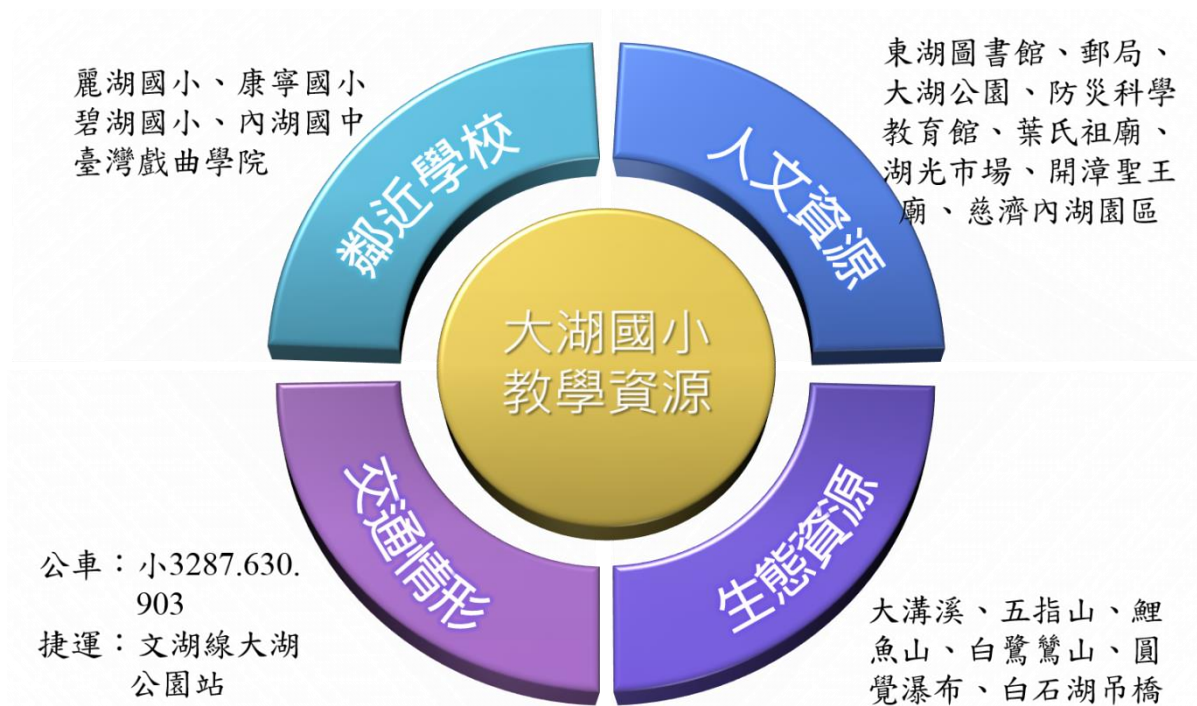 麗湖國小、康寧國小
碧湖國小、內湖國中
臺灣戲曲學院
鄰近學校
東湖圖書館、郵局、
大湖公園、防災科學
教育館、葉氏祖廟、
湖光市場、開漳聖王
廟、慈濟內湖園區
人文資源
大湖國小
教學資源
交通情形
公車：小3287.630.
903
捷運：文湖線大湖
公園站
生態資源
大溝溪、五指山、鯉
魚山、白鷺鷥山、圓
覺瀑布、白石湖吊橋